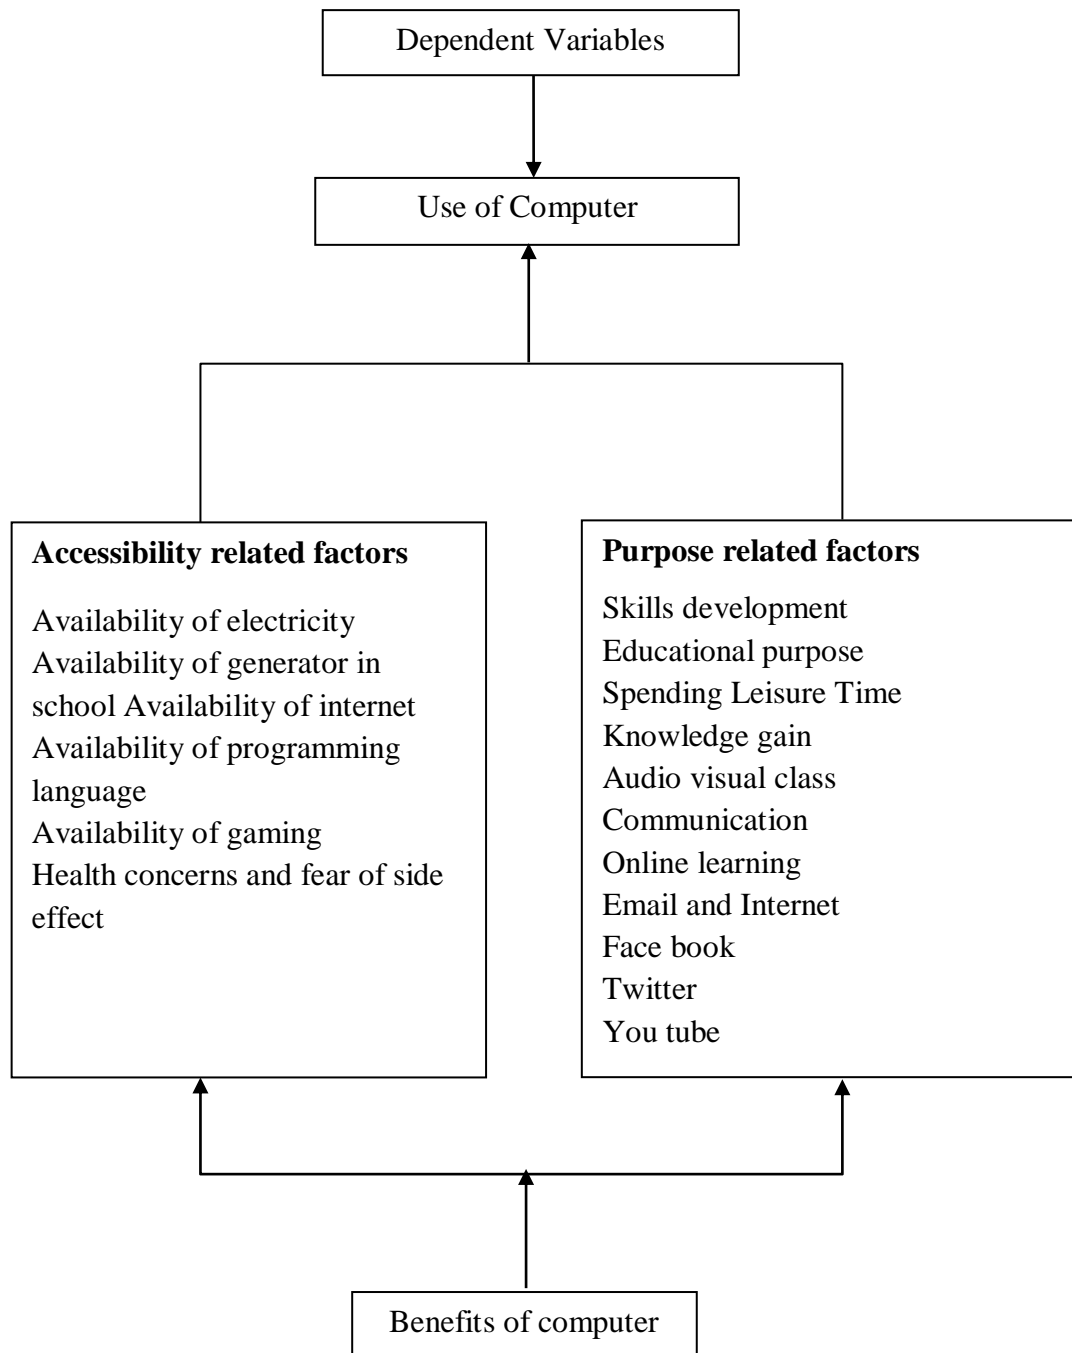 Dependent Variables
Use of Computer
Accessibility related factors
Availability of electricity
Availability of generator in
school Availability of internet
Availability of programming
language
Availability of gaming
Health concerns and fear of side
effect
Purpose related factors
Skills development
Educational purpose
Spending Leisure Time
Knowledge gain
Audio visual class
Communication
Online learning
Email and Internet
Face book
Twitter
You tube
Benefits of computer